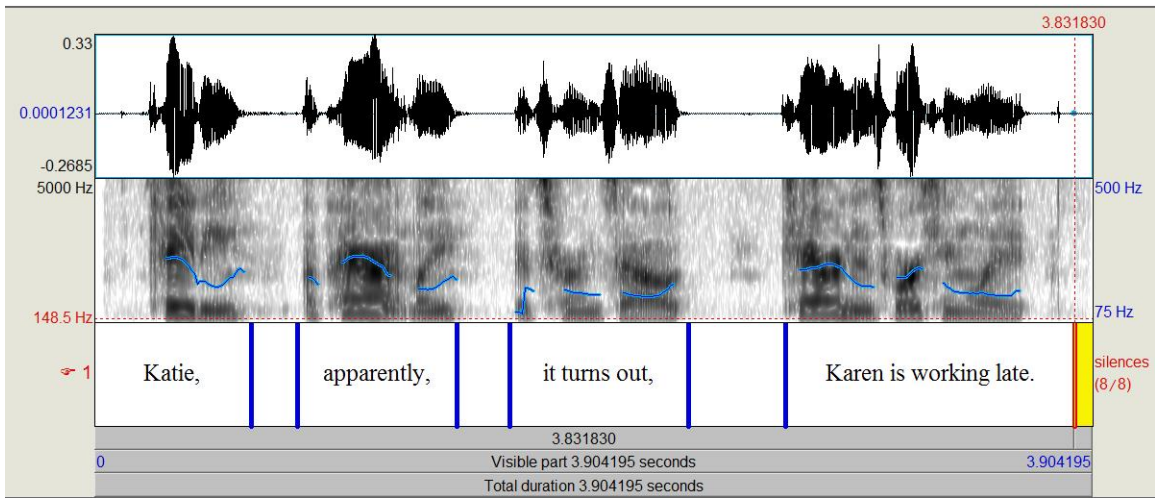 3.831830
0.33
0.0001231
-0.2685
5000 Hz 500 Hz
148.5 Hz 75 Hz
☞ 1 Katie, apparently, it turns out, Karen is working late. silences
(8/8)
3.831830
0 Visible part 3.904195 seconds 3.904195
Total duration 3.904195 seconds